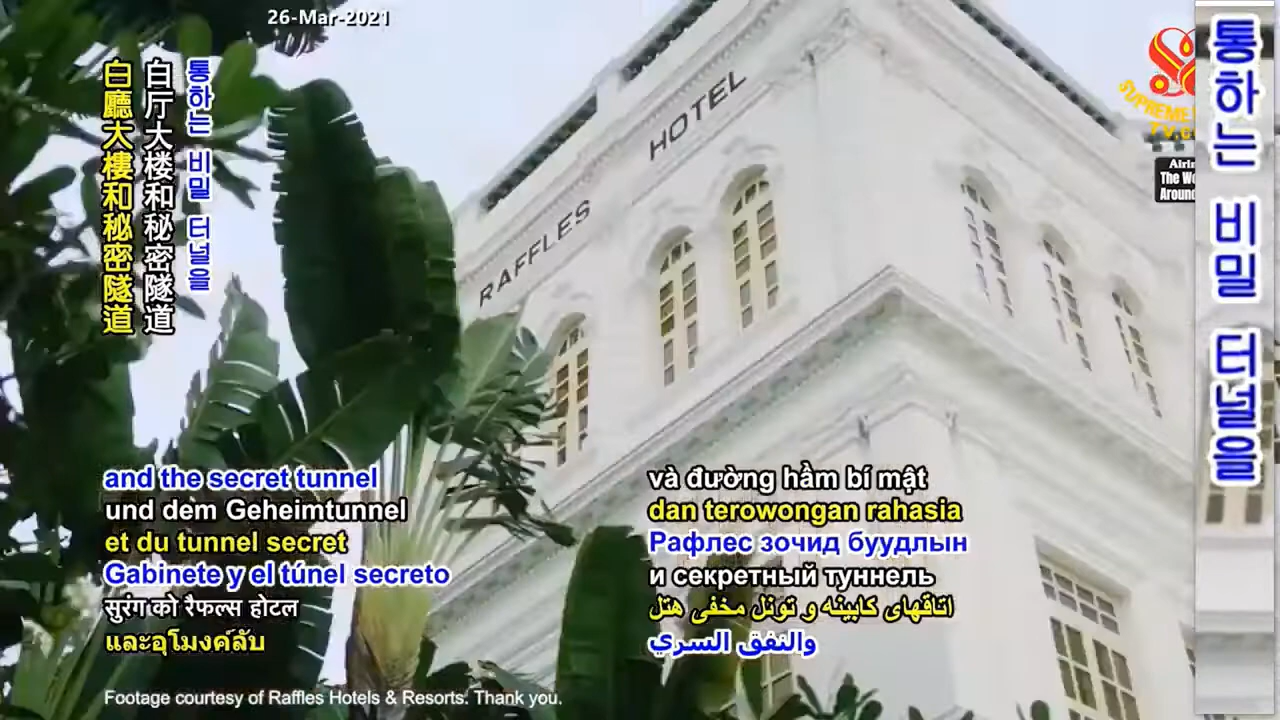 26-Mar-2021
통하는 비밀 터널을
白厅大楼和秘密隧道
白廳大樓和秘密隧道
RAFFLES HOTEL
SUPREME
TV.
The
Around
통하는 비밀 터널을
and the secret tunnel
und dem Geheimtunnel
et du tunnel secret
Gabinete y el túnel secreto
सुरंग को रैफल्स होटल
และอุโมงค์ลับ
và đường hầm bí mật
dan terowongan rahasia
Рафлес зочид буудлын
и секретный туннель
اتاقهای کابینه و تونل مخفی هتل
والنفق السري
Footage courtesy of Raffles Hotels & Resorts. Thank you.